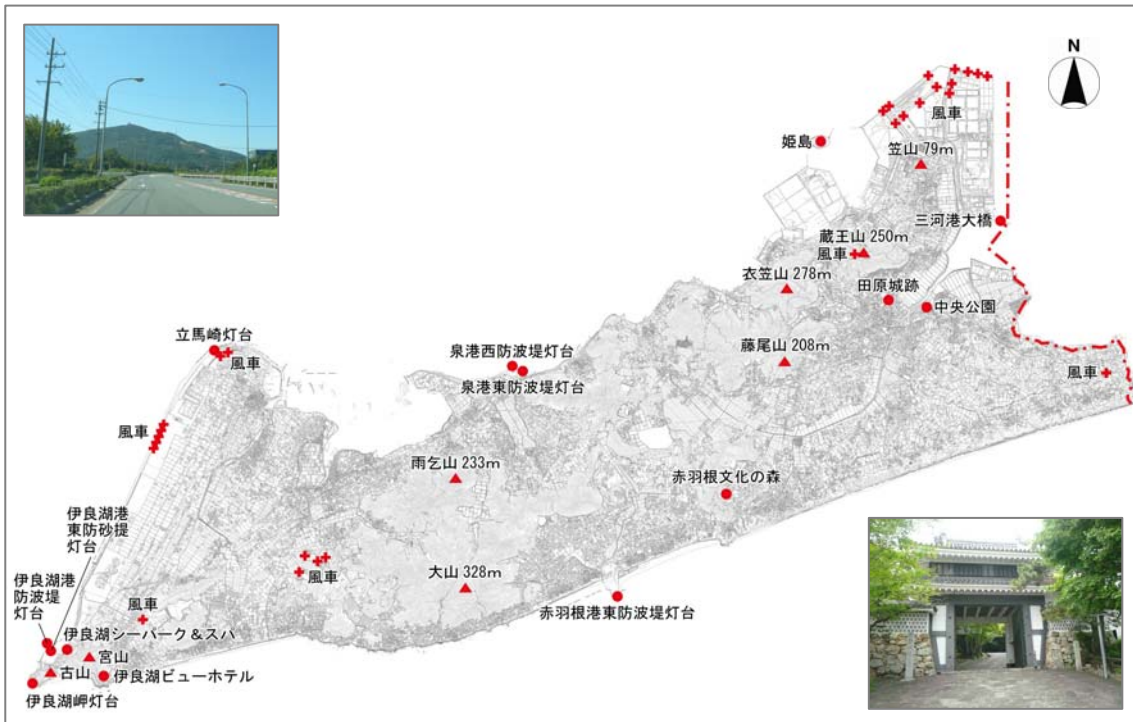 N
風車
姫島
笠山 79m
三河港大橋
蔵王山 250m
風車
衣笠山 278m
田原城跡
中央公園
藤尾山 208m
風車
立馬崎灯台
風車
泉港西防波堤灯台
泉港東防波堤灯台
風車
雨乞山 233m
赤羽根文化の森
伊良湖港
東防砂提
灯台
伊良湖港
防波堤
灯台
風車
大山 328m
赤羽根港東防波堤灯台
風車
伊良湖シーパーク＆スパ
宮山
古山
伊良湖ビューホテル
伊良湖岬灯台